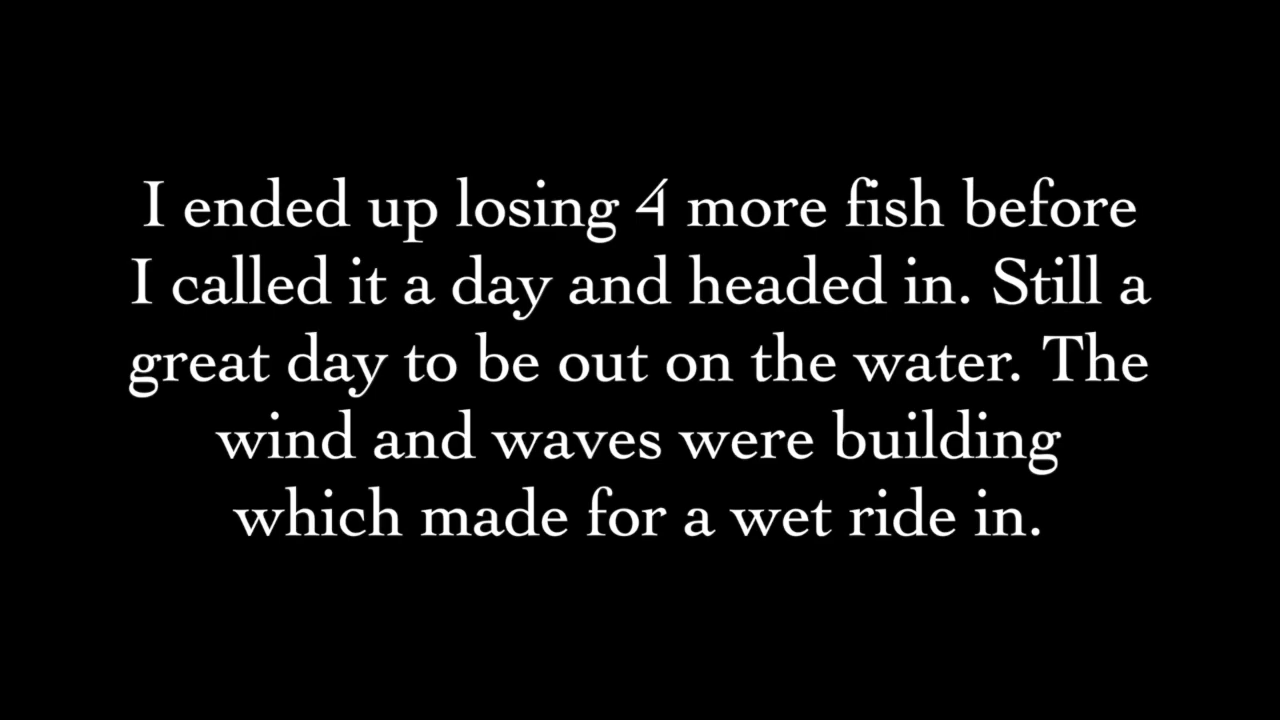 I ended up losing 4 more fish before
I called it a day and headed in. Still a
great day to be out on the water. The
wind and waves were building
which made for a wet ride in.